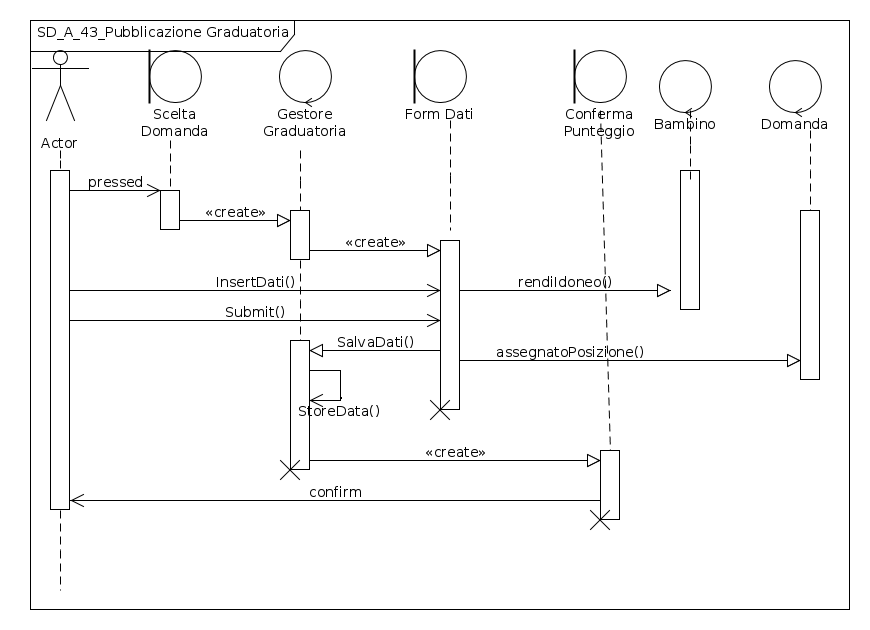 SD_A_43_Pubblicazione Graduatoria
Actor
Scelta
Domanda
Gestore
Graduatoria
Form Dati
Conferma
Punteggio
Bambino
Domanda
pressed
«create»
«create»
InsertDati()
rendiIdoneo()
Submit()
SalvaDati()
assegnatoPosizione()
StoreData()
«create»
confirm